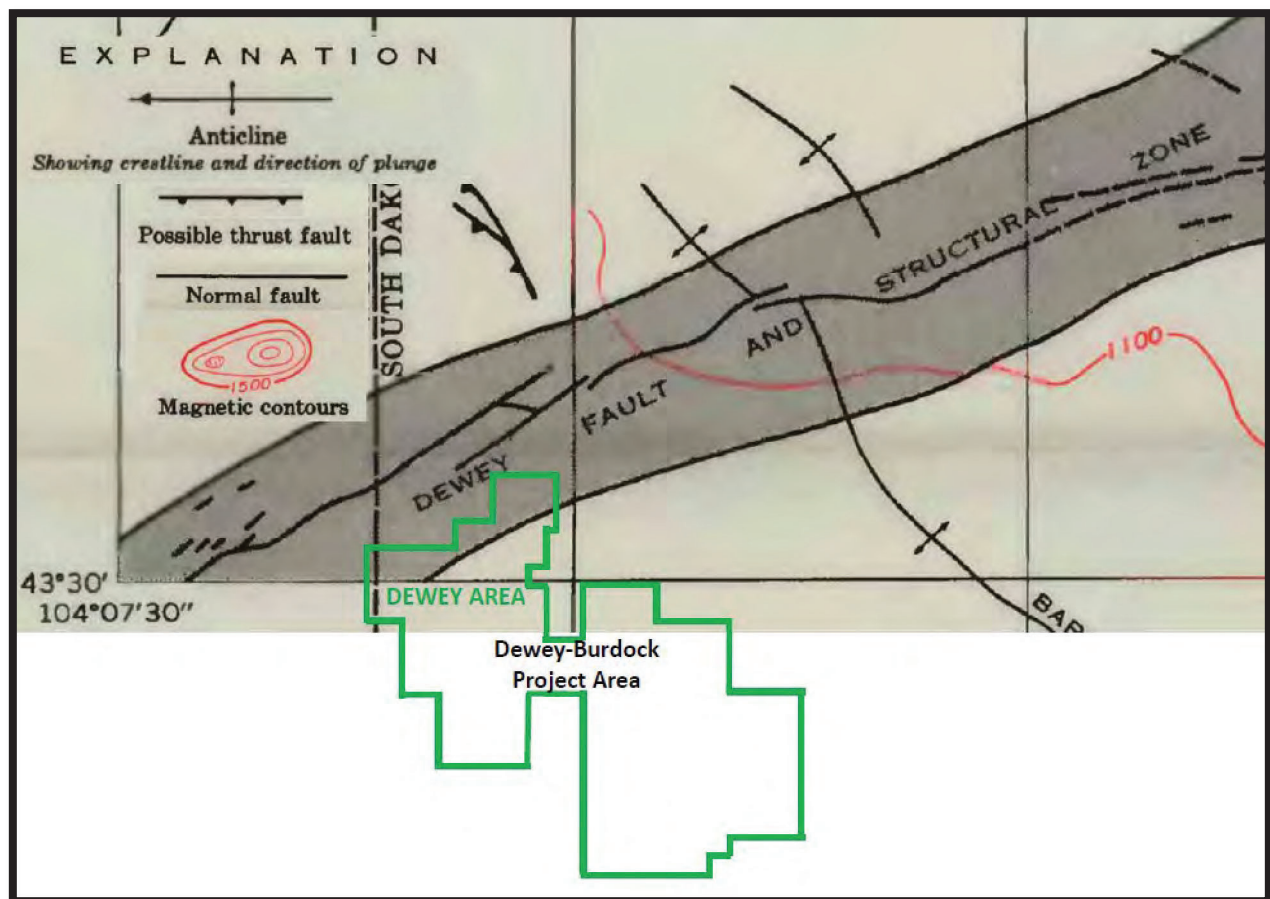 EXPLANATION
Anticline
Showing crestline and direction of plunge
Possible thrust fault
Normal fault
1500
Magnetic contours
SOUTH DAK
ZONE
STRUCTURAL
AND
FAULT
DEWEY
1100
43°30'
104°07'30"
DEWEY AREA
Dewey-Burdock
Project Area
BAR